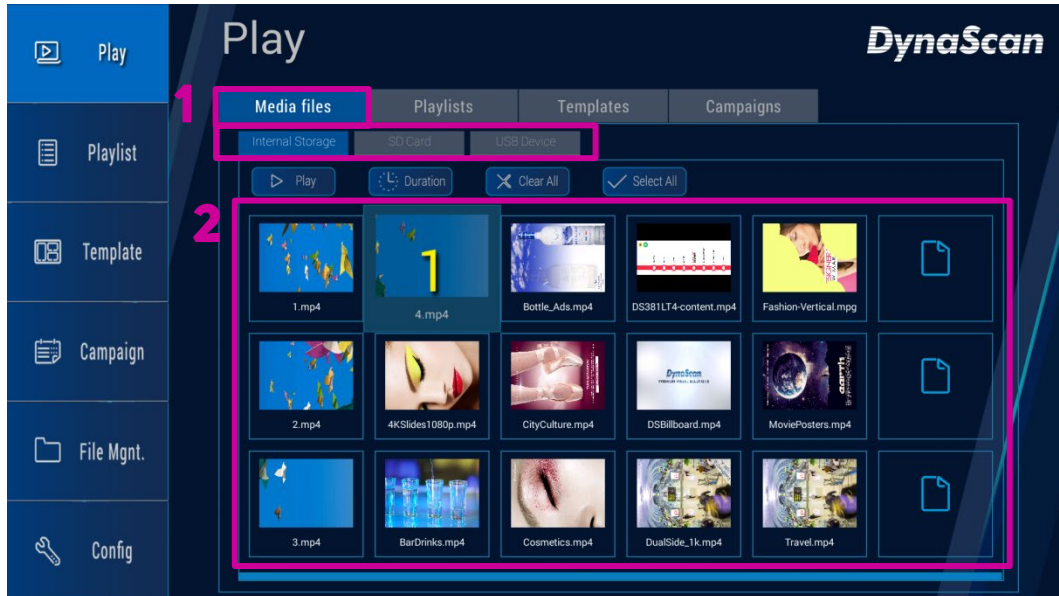 Play
Play
DynaScan
1
Media files
Playlists
Templates
Campaigns
Internal Storage
SD Card
USB Device
Playlist
Play
Duration
Clear All
Select All
2
Template
1
1.mp4
4.mp4
Bottle_Ads.mp4
DS381LT4-content.mp4
Fashion-Vertical.mpg
Campaign
DynaScan
earth
2.mp4
4KSlides1080p.mp4
CityCulture.mp4
DSBillboard.mp4
MoviePosters.mp4
File Mgnt.
3.mp4
BarDrinks.mp4
Cosmetics.mp4
DualSide_1k.mp4
Travel.mp4
Config